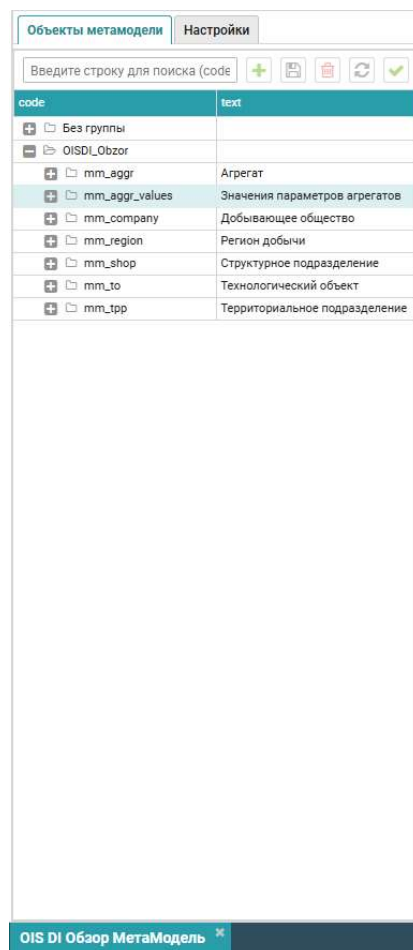 Объекты метамодели Настройки
Введите строку для поиска (code
code text
Без группы
OISDI_Obzor
mm_aggr Агрегат
mm_aggr_values Значения параметров агрегатов
mm_company Добывающее общество
mm_region Регион добычи
mm_shop Структурное подразделение
mm_to Технологический объект
mm_tpp Территориальное подразделение
OIS DI Обзор МетаМодель